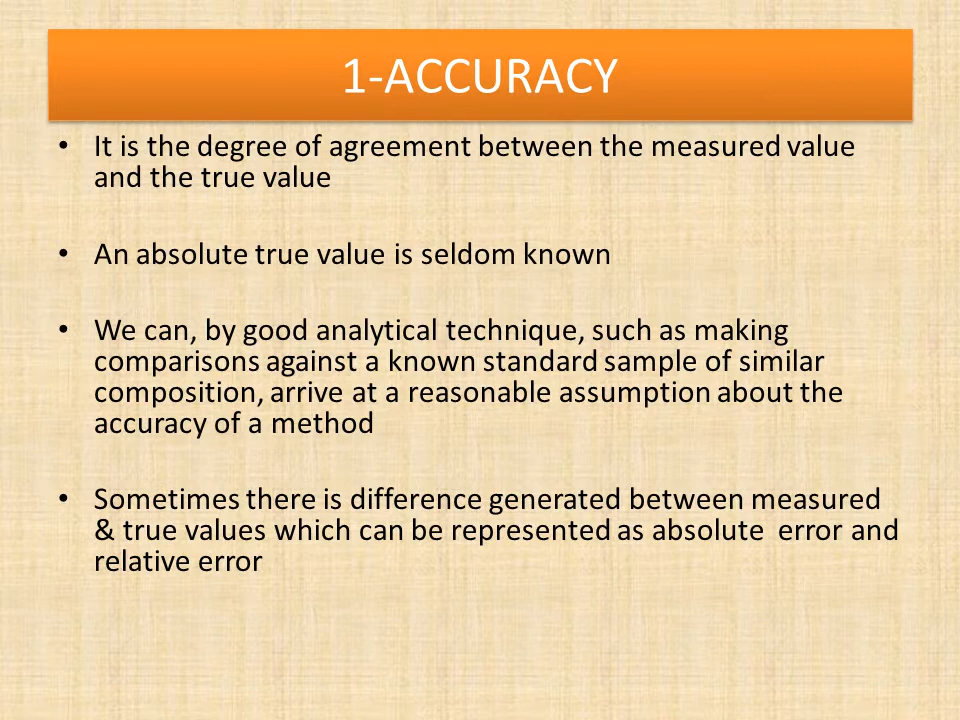 1-ACCURACY
• It is the degree of agreement between the measured value
and the true value
• An absolute true value is seldom known
• We can, by good analytical technique, such as making
comparisons against a known standard sample of similar
composition, arrive at a reasonable assumption about the
accuracy of a method
• Sometimes there is difference generated between measured
& true values which can be represented as absolute  error and
relative error